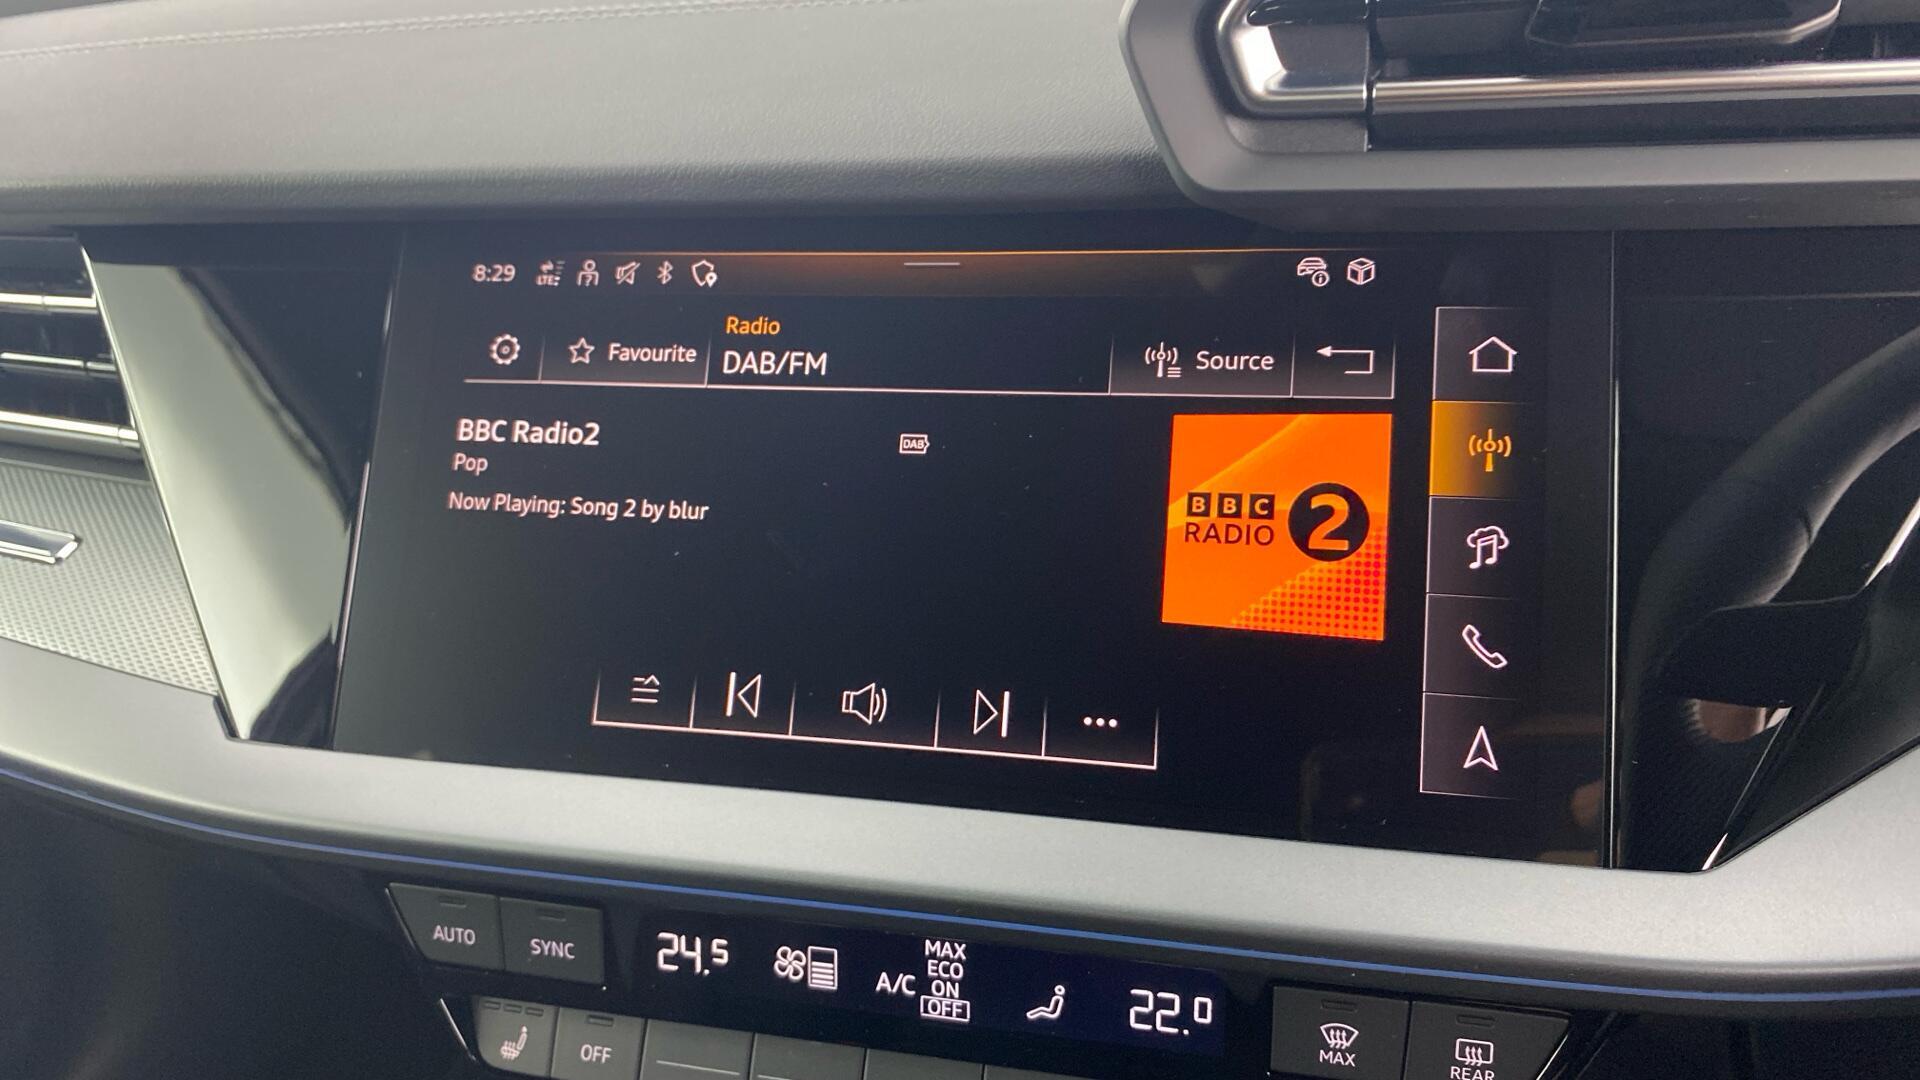 8:29 LTE
Radio
Favourite DAB/FM Source
BBC Radio2 DAB
Pop
Now Playing: Song 2 by blur
BBC
RADIO 2
AUTO SYNC 24.5 A/C MAX
ECO
ON
OFF
22.0
OFF MAX REAR